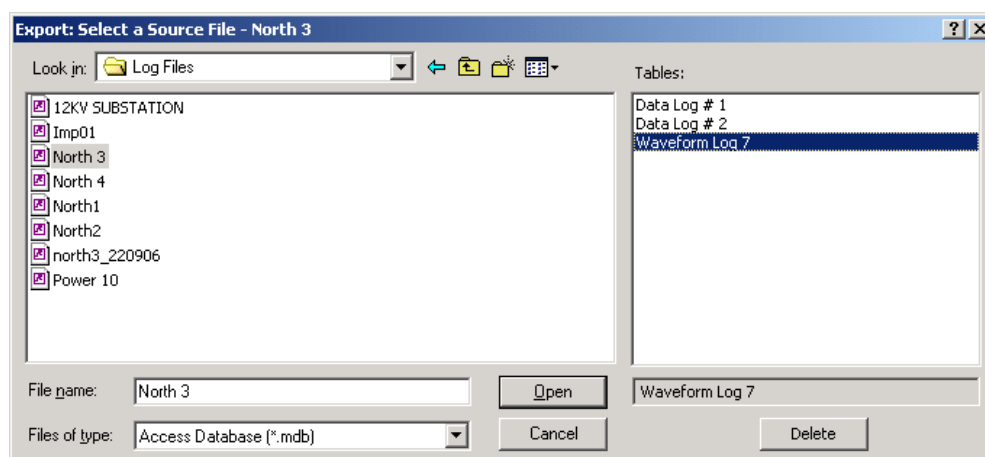 Export: Select a Source File - North 3
Look in: Log Files
Tables:
12KV SUBSTATION
Imp01
North 3
North 4
North1
North2
north3_220906
Power 10
Data Log # 1
Data Log # 2
Waveform Log 7
File name: North 3 Open Waveform Log 7
Files of type: Access Database (*.mdb) Cancel Delete